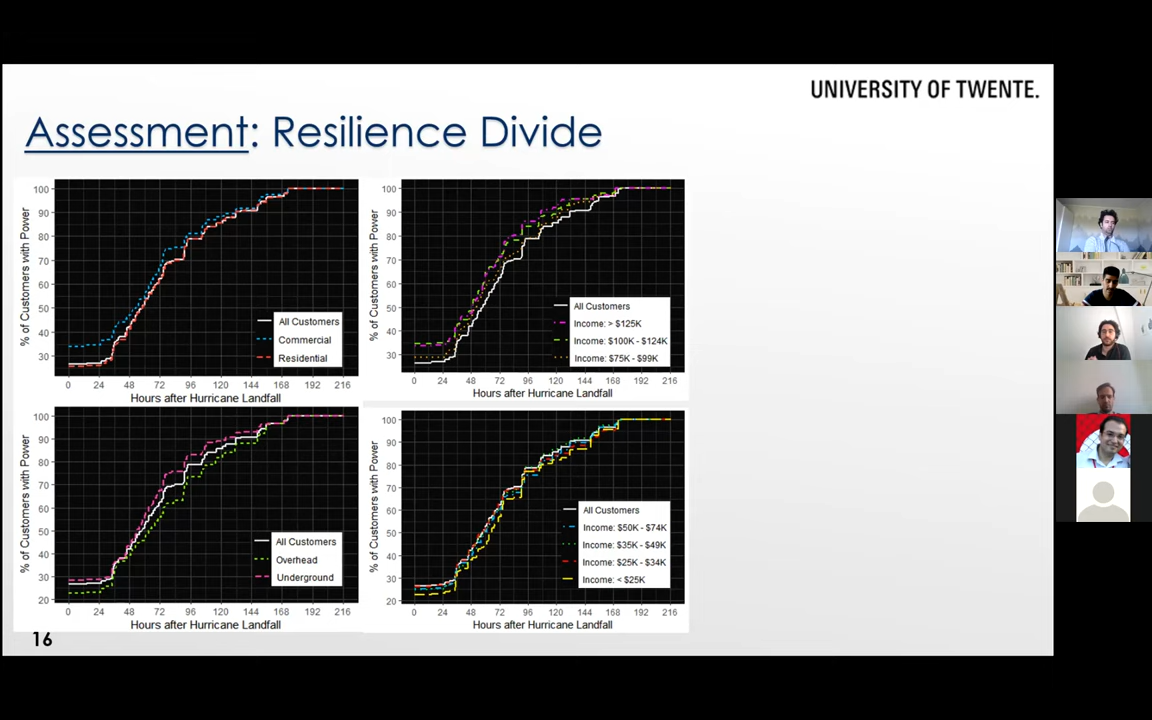 UNIVERSITY OF TWENTE.
Assessment: Resilience Divide
% of Customers with Power
100
90
80
70
60
50
40
30
All Customers
Commercial
Residential
0 24 48 72 96 120 144 168 192 216
Hours after Hurricane Landfall
% of Customers with Power
100
90
80
70
60
50
40
30
All Customers
Income: > $125K
Income: $100K - $124K
Income: $75K - $99K
0 24 48 72 96 120 144 168 192 216
Hours after Hurricane Landfall
% of Customers with Power
100
90
80
70
60
50
40
30
20
All Customers
Overhead
Underground
0 24 48 72 96 120 144 168 192 216
Hours after Hurricane Landfall
% of Customers with Power
100
90
80
70
60
50
40
30
20
All Customers
Income: $50K - $74K
Income: $35K - $49K
Income: $25K - $34K
Income: < $25K
0 24 48 72 96 120 144 168 192 216
Hours after Hurricane Landfall
16